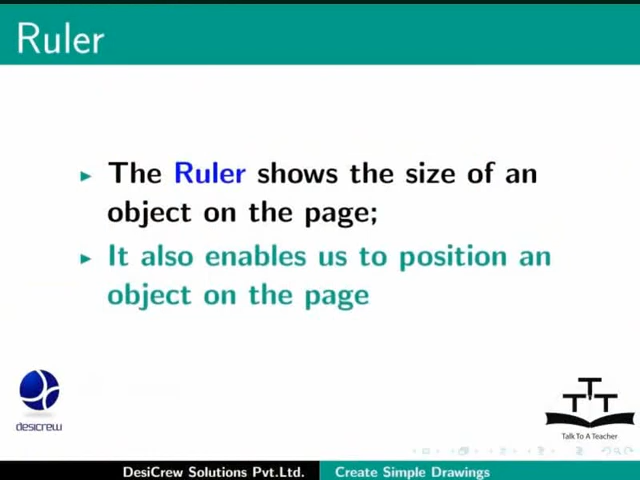 Ruler
The Ruler shows the size of an
object on the page;
It also enables us to position an
object on the page
desicrew
TTT
Talk To A Teacher
DesiCrew Solutions Pvt.Ltd.
Create Simple Drawings